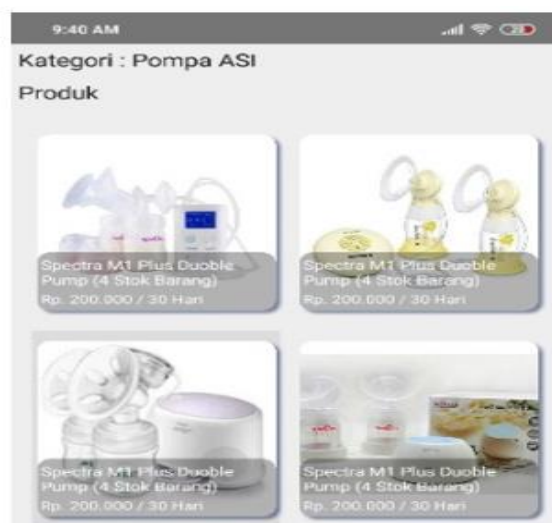 9:40 AM
Kategori : Pompa ASI
Produk
Spectra M1 Plus Duoble
Pump (4 Stok Barang)
Rp. 200.000 / 30 Hari
Spectra M1 Plus Duoble
Pump (4 Stok Barang)
Rp. 200.000 / 30 Hari
Spectra M1 Plus Duoble
Pump (4 Stok Barang)
Rp. 200.000 / 30 Hari
Spectra M1 Plus Duoble
Pump (4 Stok Barang)
Rp. 200.000 / 30 Hari